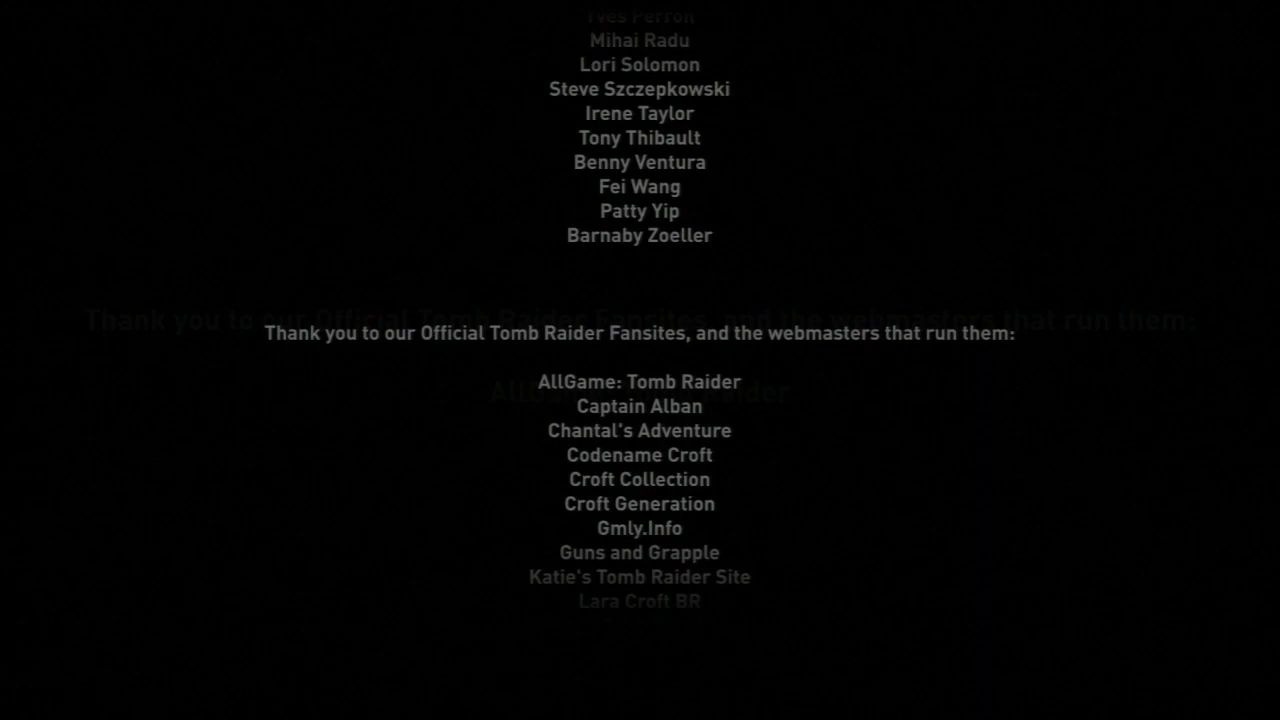 Yves Perron
Mihai Radu
Lori Solomon
Steve Szczepkowski
Irene Taylor
Tony Thibault
Benny Ventura
Fei Wang
Patty Yip
Barnaby Zoeller
Thank you to our Official Tomb Raider Fansites, and the webmasters that run them:
AllGame: Tomb Raider
Captain Alban
Chantal's Adventure
Codename Croft
Croft Collection
Croft Generation
Gmly.Info
Guns and Grapple
Katie's Tomb Raider Site
Lara Croft BR